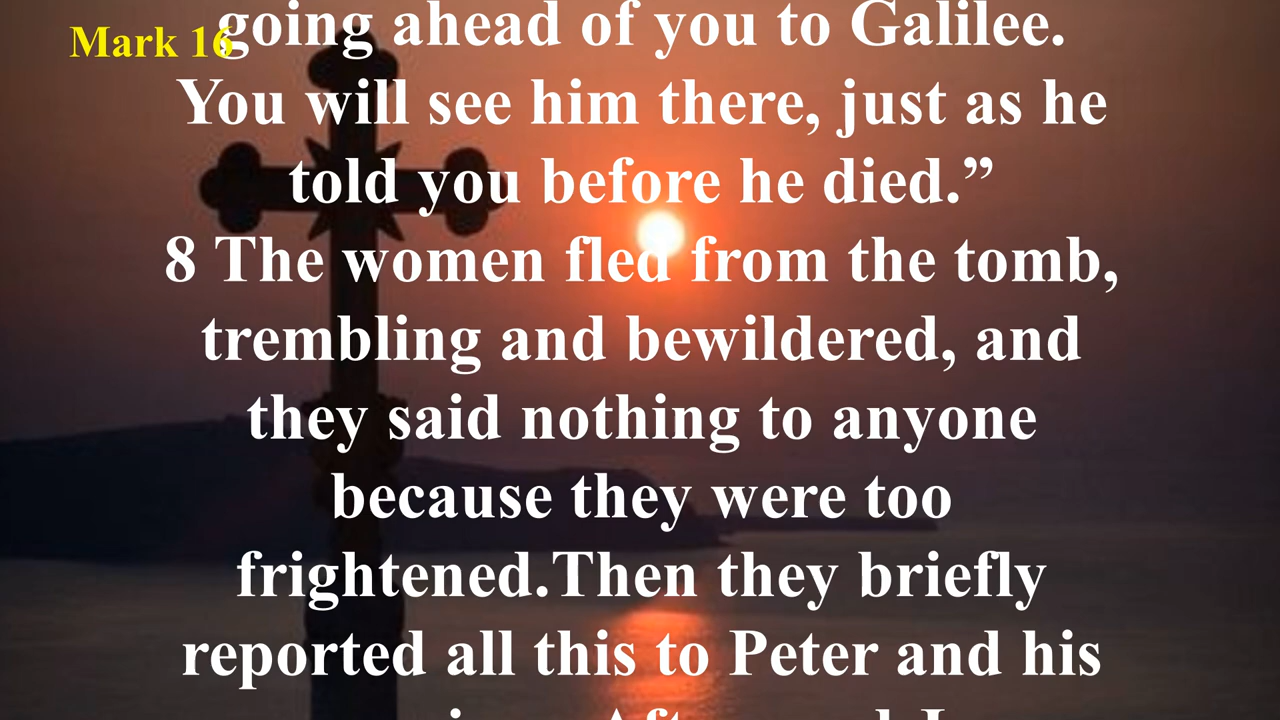 Mark 16
going ahead of you to Galilee.
You will see him there, just as he
told you before he died.”
8 The women fled from the tomb,
trembling and bewildered, and
they said nothing to anyone
because they were too
frightened.Then they briefly
reported all this to Peter and his